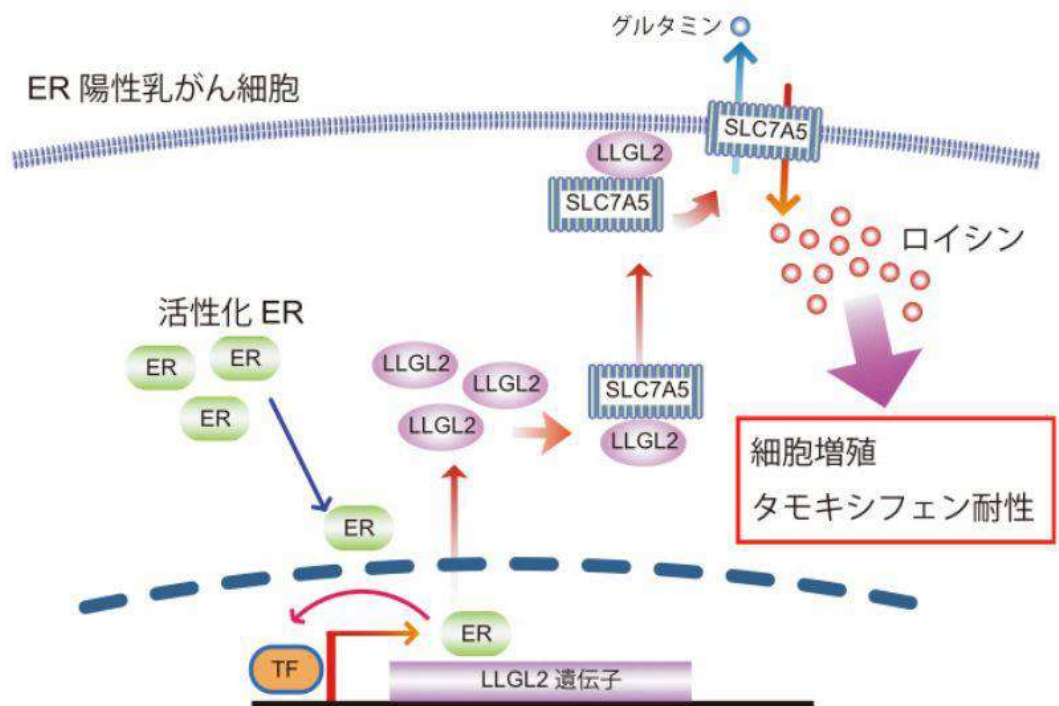 グルタミン
ER 陽性乳がん細胞
SLC7A5
LLGL2
SLC7A5
ロイシン
活性化 ER
ER
ER
ER
LLGL2
LLGL2
LLGL2
SLC7A5
LLGL2
細胞増殖
タモキシフェン耐性
ER
ER
TF
LLGL2 遺伝子